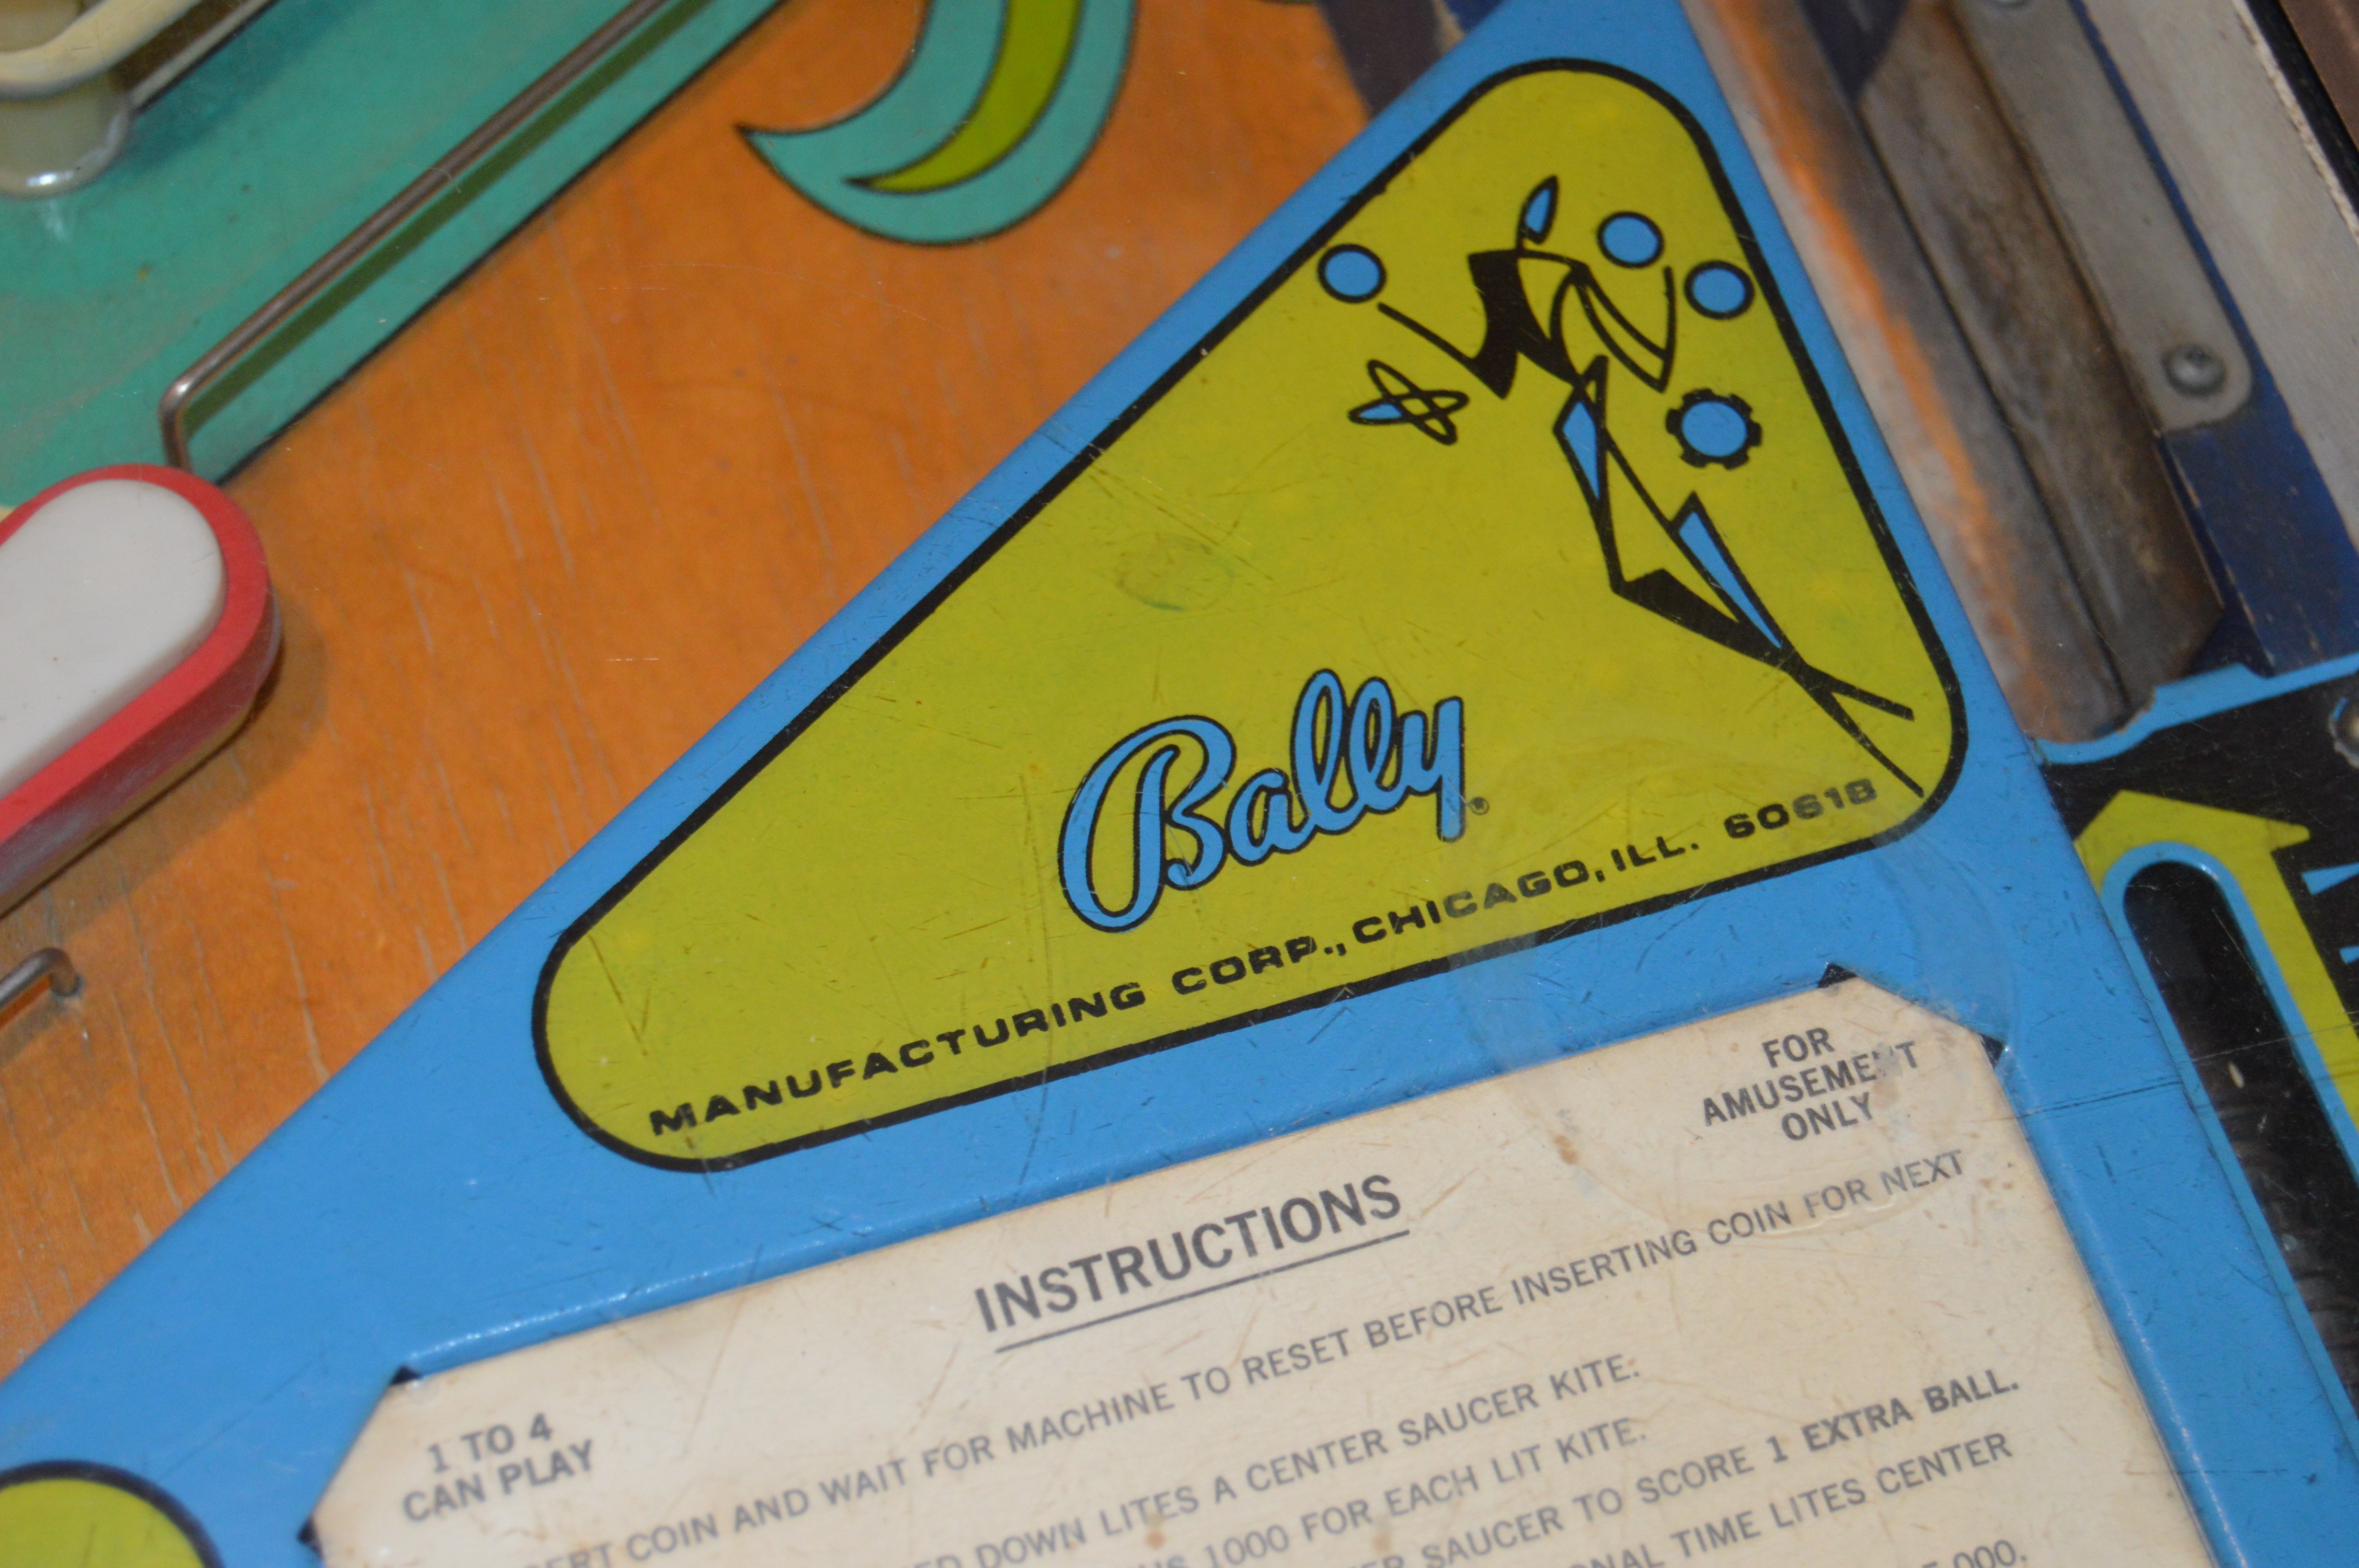 Bally®
MANUFACTURING CORP., CHICAGO, ILL. 60618
FOR
AMUSEMENT
ONLY
INSTRUCTIONS
1 TO 4
CAN PLAY
COIN AND WAIT FOR MACHINE TO RESET BEFORE INSERTING COIN FOR NEXT
DOWN LITES A CENTER SAUCER KITE.
1000 FOR EACH LIT KITE.
SAUCER TO SCORE 1 EXTRA BALL.
TIME LITES CENTER